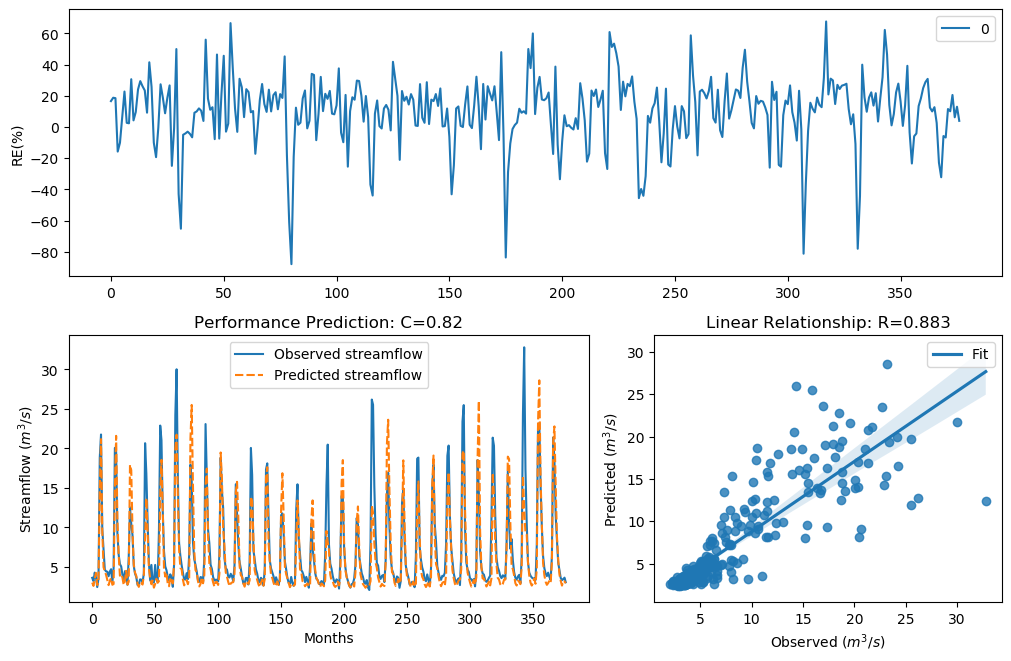 60
40
20
0
−20
−40
−60
−80
RE(%)
0
0 50 100 150 200 250 300 350
Performance Prediction: C=0.82
30
25
20
15
10
5
Streamflow (m³/s)
Observed streamflow
Predicted streamflow
0 50 100 150 200 250 300 350
Months
Linear Relationship: R=0.883
30
25
20
15
10
5
Predicted (m³/s)
Fit
5 10 15 20 25 30
Observed (m³/s)